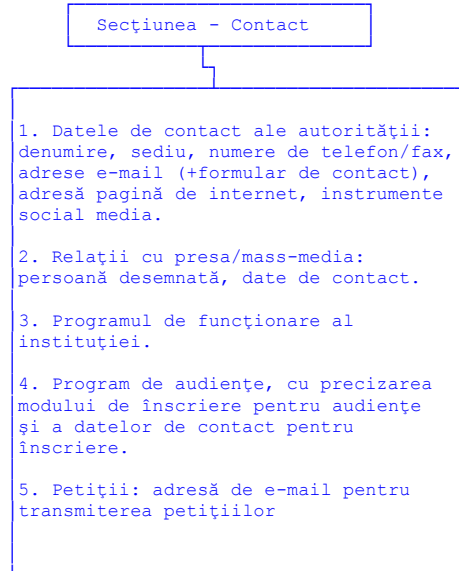 Secţiunea - Contact
1. Datele de contact ale autorităţii:
denumire, sediu, numere de telefon/fax,
adrese e-mail (+formular de contact),
adresă pagină de internet, instrumente
social media.
2. Relaţii cu presa/mass-media:
persoană desemnată, date de contact.
3. Programul de funcţionare al
instituţiei.
4. Program de audienţe, cu precizarea
modului de înscriere pentru audienţe
şi a datelor de contact pentru
înscriere.
5. Petiţii: adresă de e-mail pentru
transmiterea petiţiilor